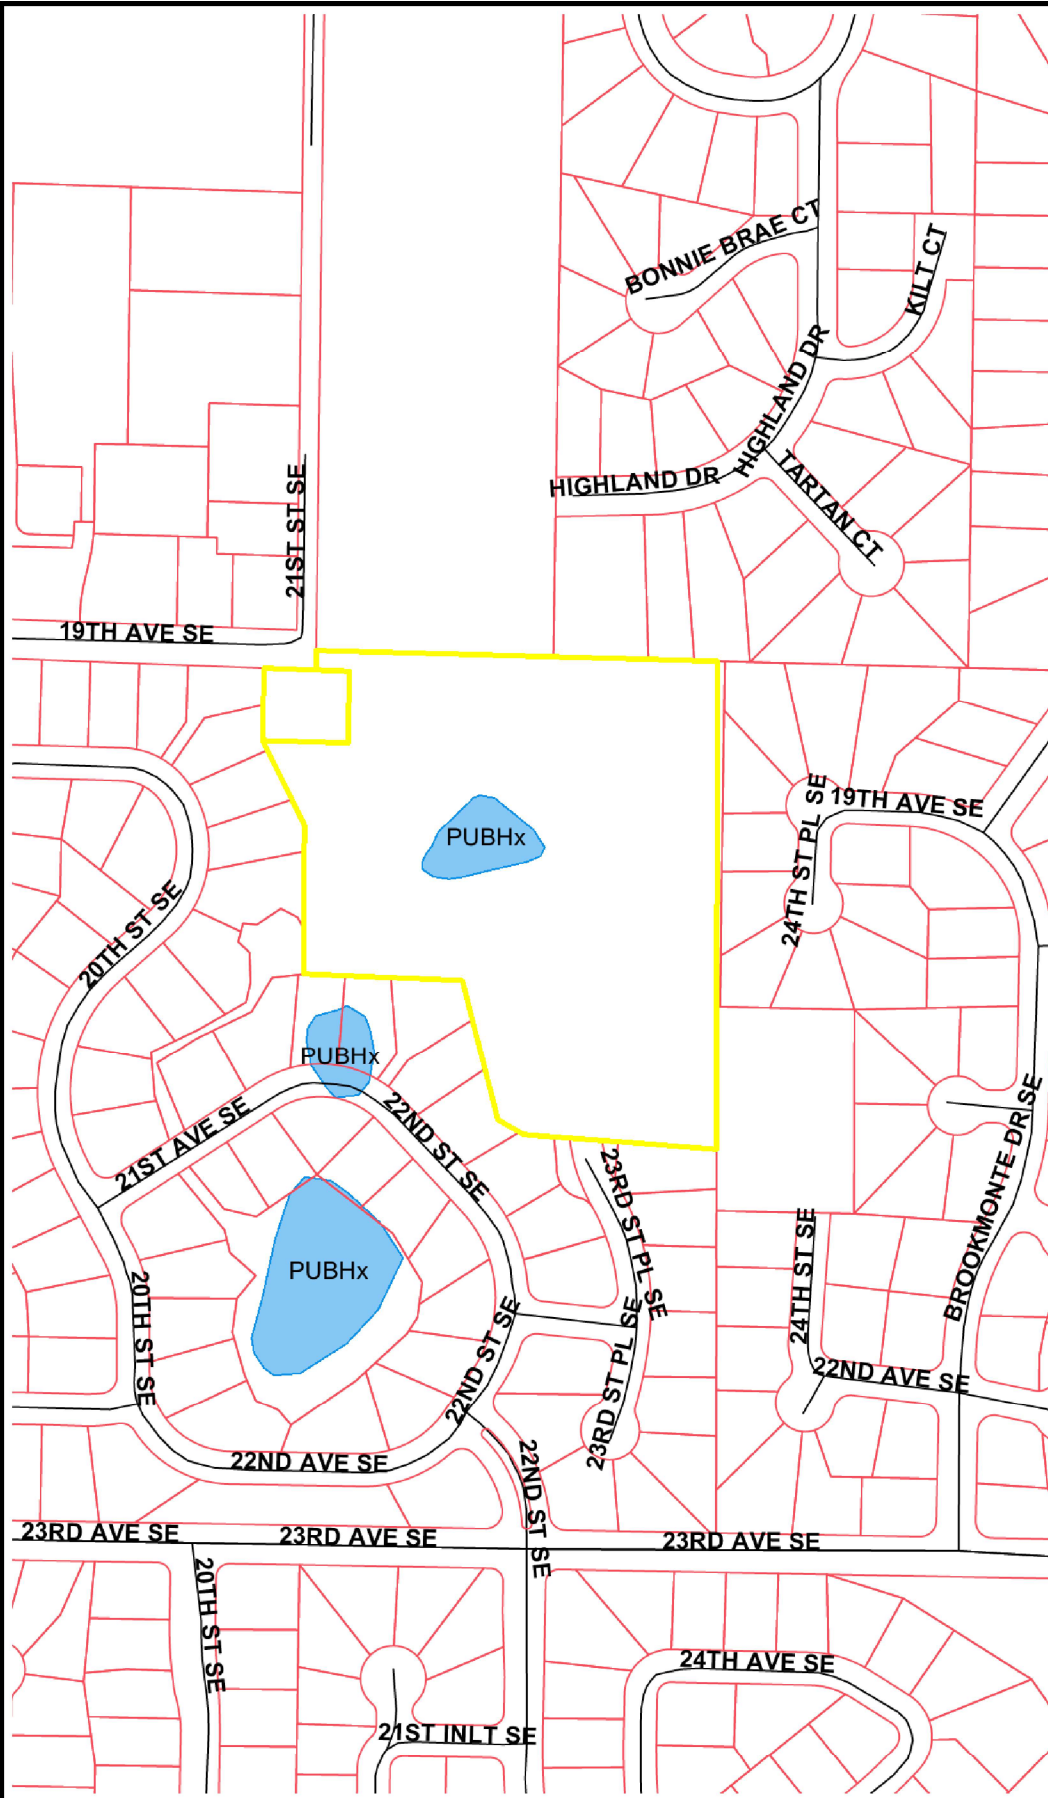 BONNIE BRAE CT
KILT CT
HIGHLAND DR
HIGHLAND DR
TARTAN CT
21ST ST SE
19TH AVE SE
19TH AVE SE
24TH ST PL SE
PUBHx
20TH ST SE
PUBHx
21ST AVE SE
22ND ST SE
23RD ST PL SE
BROOKMONTE DR SE
24TH ST SE
PUBHx
20TH ST SE
22ND ST SE
23RD ST PL SE
22ND AVE SE
22ND AVE SE
22ND ST SE
23RD AVE SE
23RD AVE SE
23RD AVE SE
20TH ST SE
24TH AVE SE
21ST INLT SE